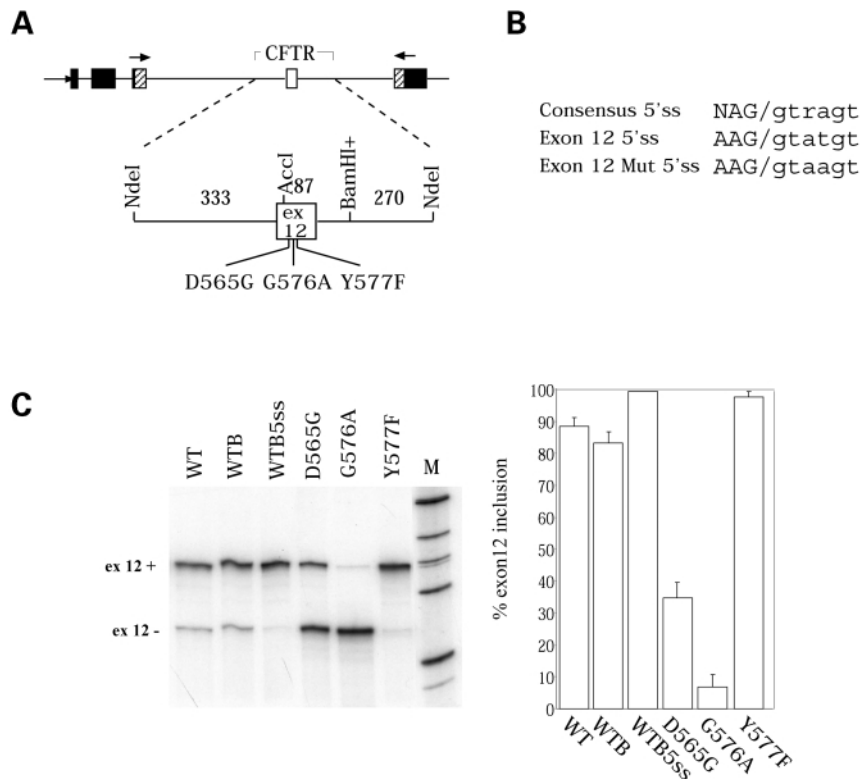 A
CFTR
NdeI
333
AccI
87
BamHI+
270
NdeI
ex
12
D565G G576A Y577F
B
Consensus 5'ss NAG/gtragt
Exon 12 5'ss AAG/gtatgt
Exon 12 Mut 5'ss AAG/gtaagt
C
WT
WTB
WTB5ss
D565G
G576A
Y577F
M
ex 12 +
ex 12 -
% exon12 inclusion
100
90
80
70
60
50
40
30
20
10
0
WT
WTB
WTB5ss
D565G
G576A
Y577F